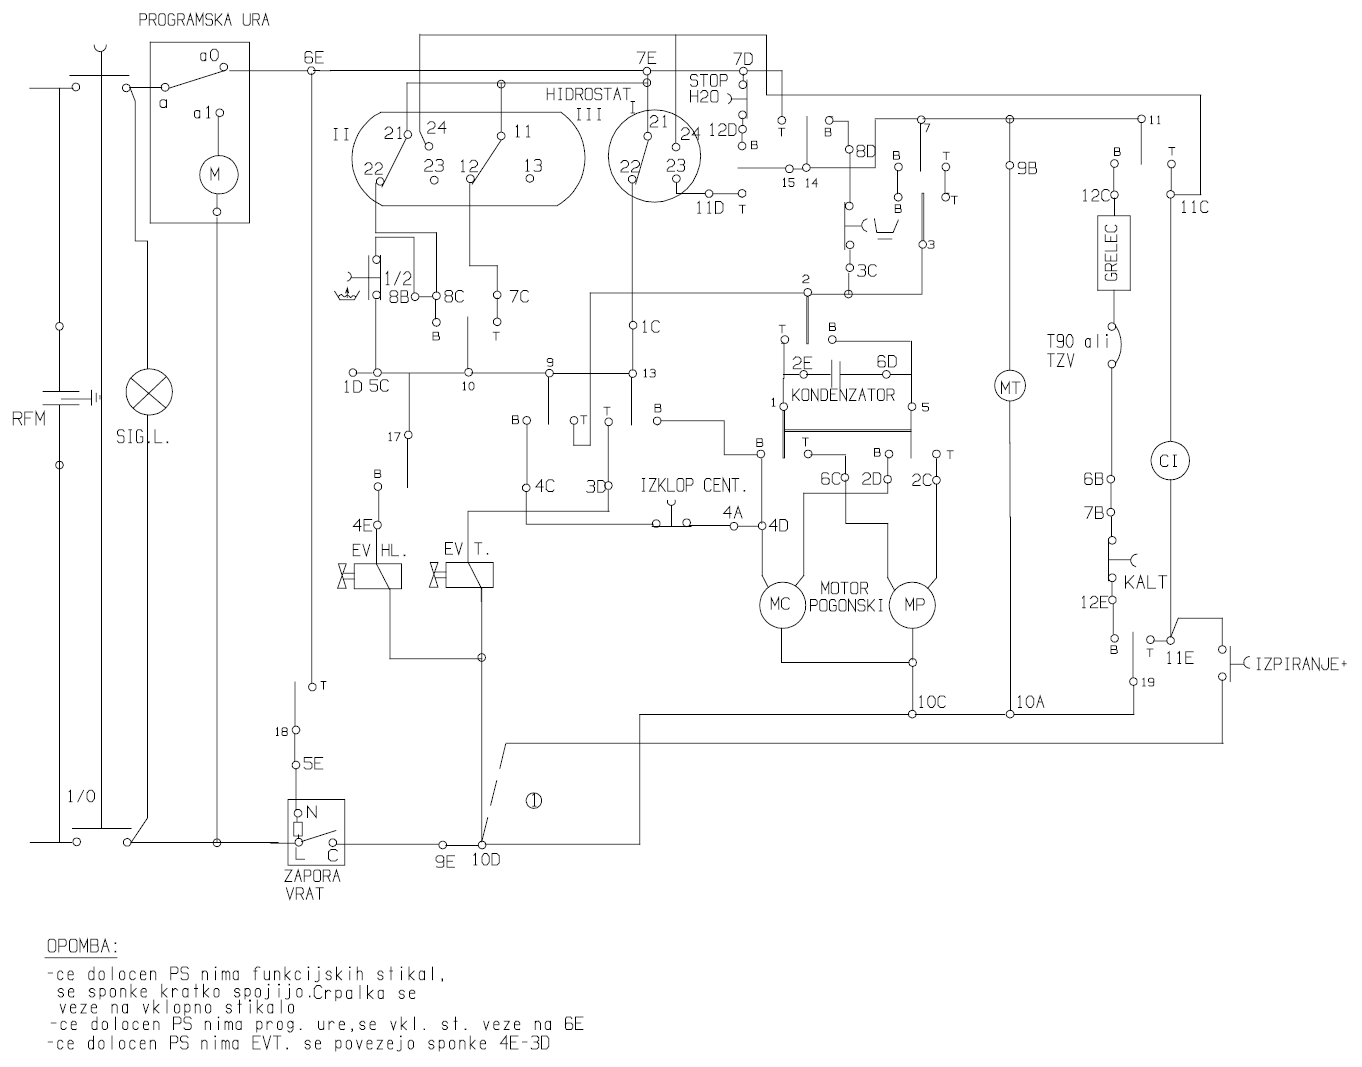 PROGRAMSKA URA
aO
a
a1
M
6E
7E
7D
STOP
H2O
HIDROSTAT
III
I
II
21
24
11
22
23
12
13
21
24
22
23
12D
B
T
B
8D
7
11
15
14
11D
T
B
B
T
T
9B
B
T
12C
11C
3
3C
GRELEC
1/2
8B
8C
7C
B
T
2
1C
T
B
2E
6D
KONDENZATOR
T90 ali
TZV
1D
5C
10
9
13
1
5
MT
RFM
SIG.L.
17
B
T
T
B
B
T
B
T
6C
2D
2C
CI
6B
B
4C
3D
IZKLOP CENT.
4A
4D
7B
4E
EV HL.
EV T.
MC
MOTOR
POGONSKI
MP
KALT
12E
B
T
11E
IZPIRANJE+
T
19
10C
10A
18
5E
1/O
1
N
L
C
9E
10D
ZAPORA
VRAT
OPOMBA:
-ce dolocen PS nima funkcijskih stikal,
se sponke kratko spojijo.Crpalka se
veze na vklopno stikalo
-ce dolocen PS nima prog. ure,se vkl. st. veze na 6E
-ce dolocen PS nima EVT. se povezejo sponke 4E-3D